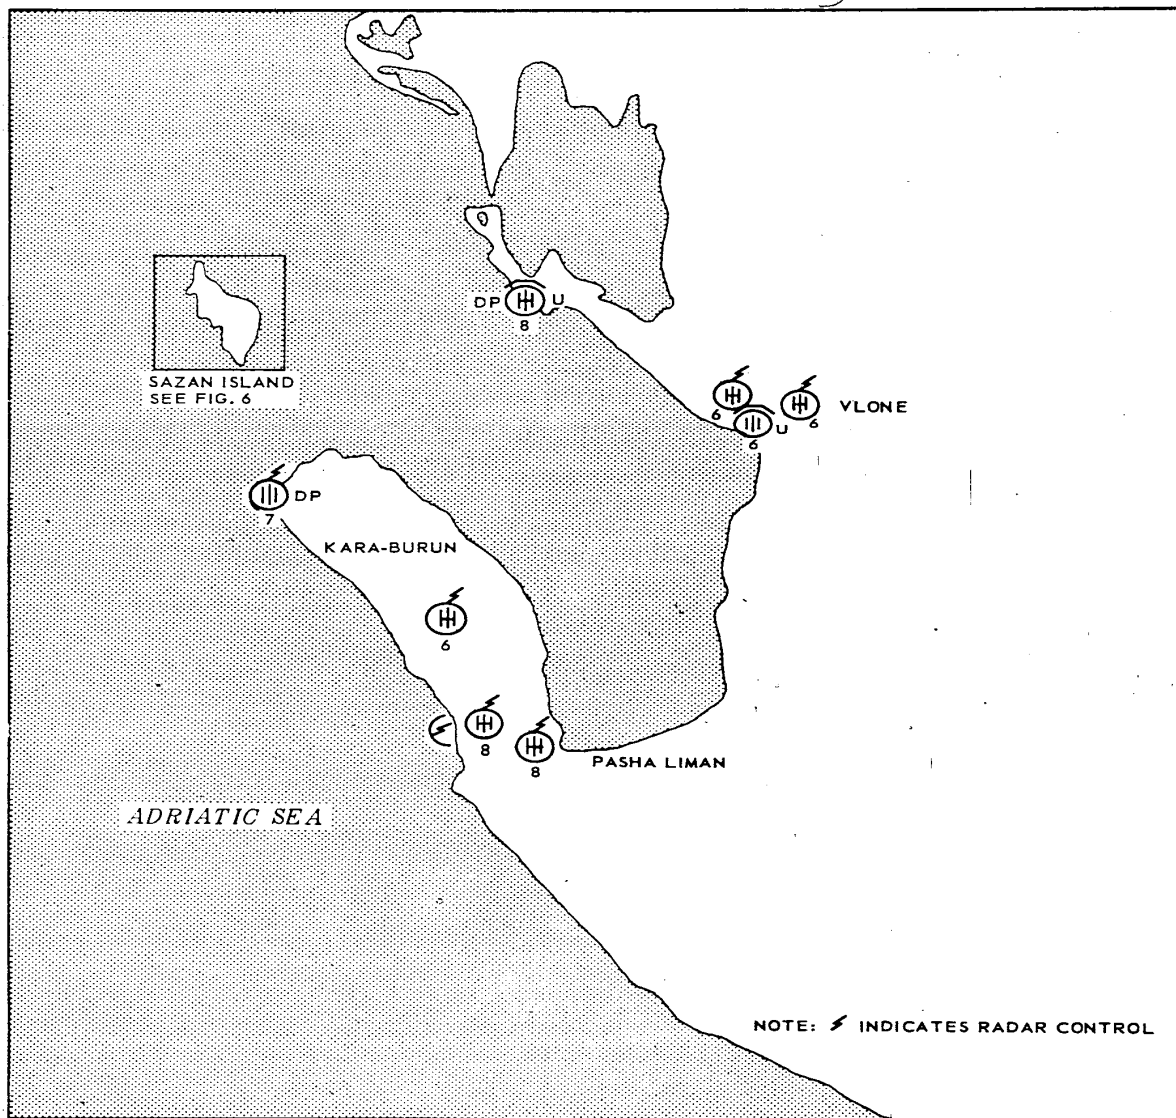 DP U
8
SAZAN ISLAND
SEE FIG. 6
6 6 VLONE
6 U
DP
7
KARA-BURUN
6
8
8
PASHA LIMAN
ADRIATIC SEA
NOTE: INDICATES RADAR CONTROL